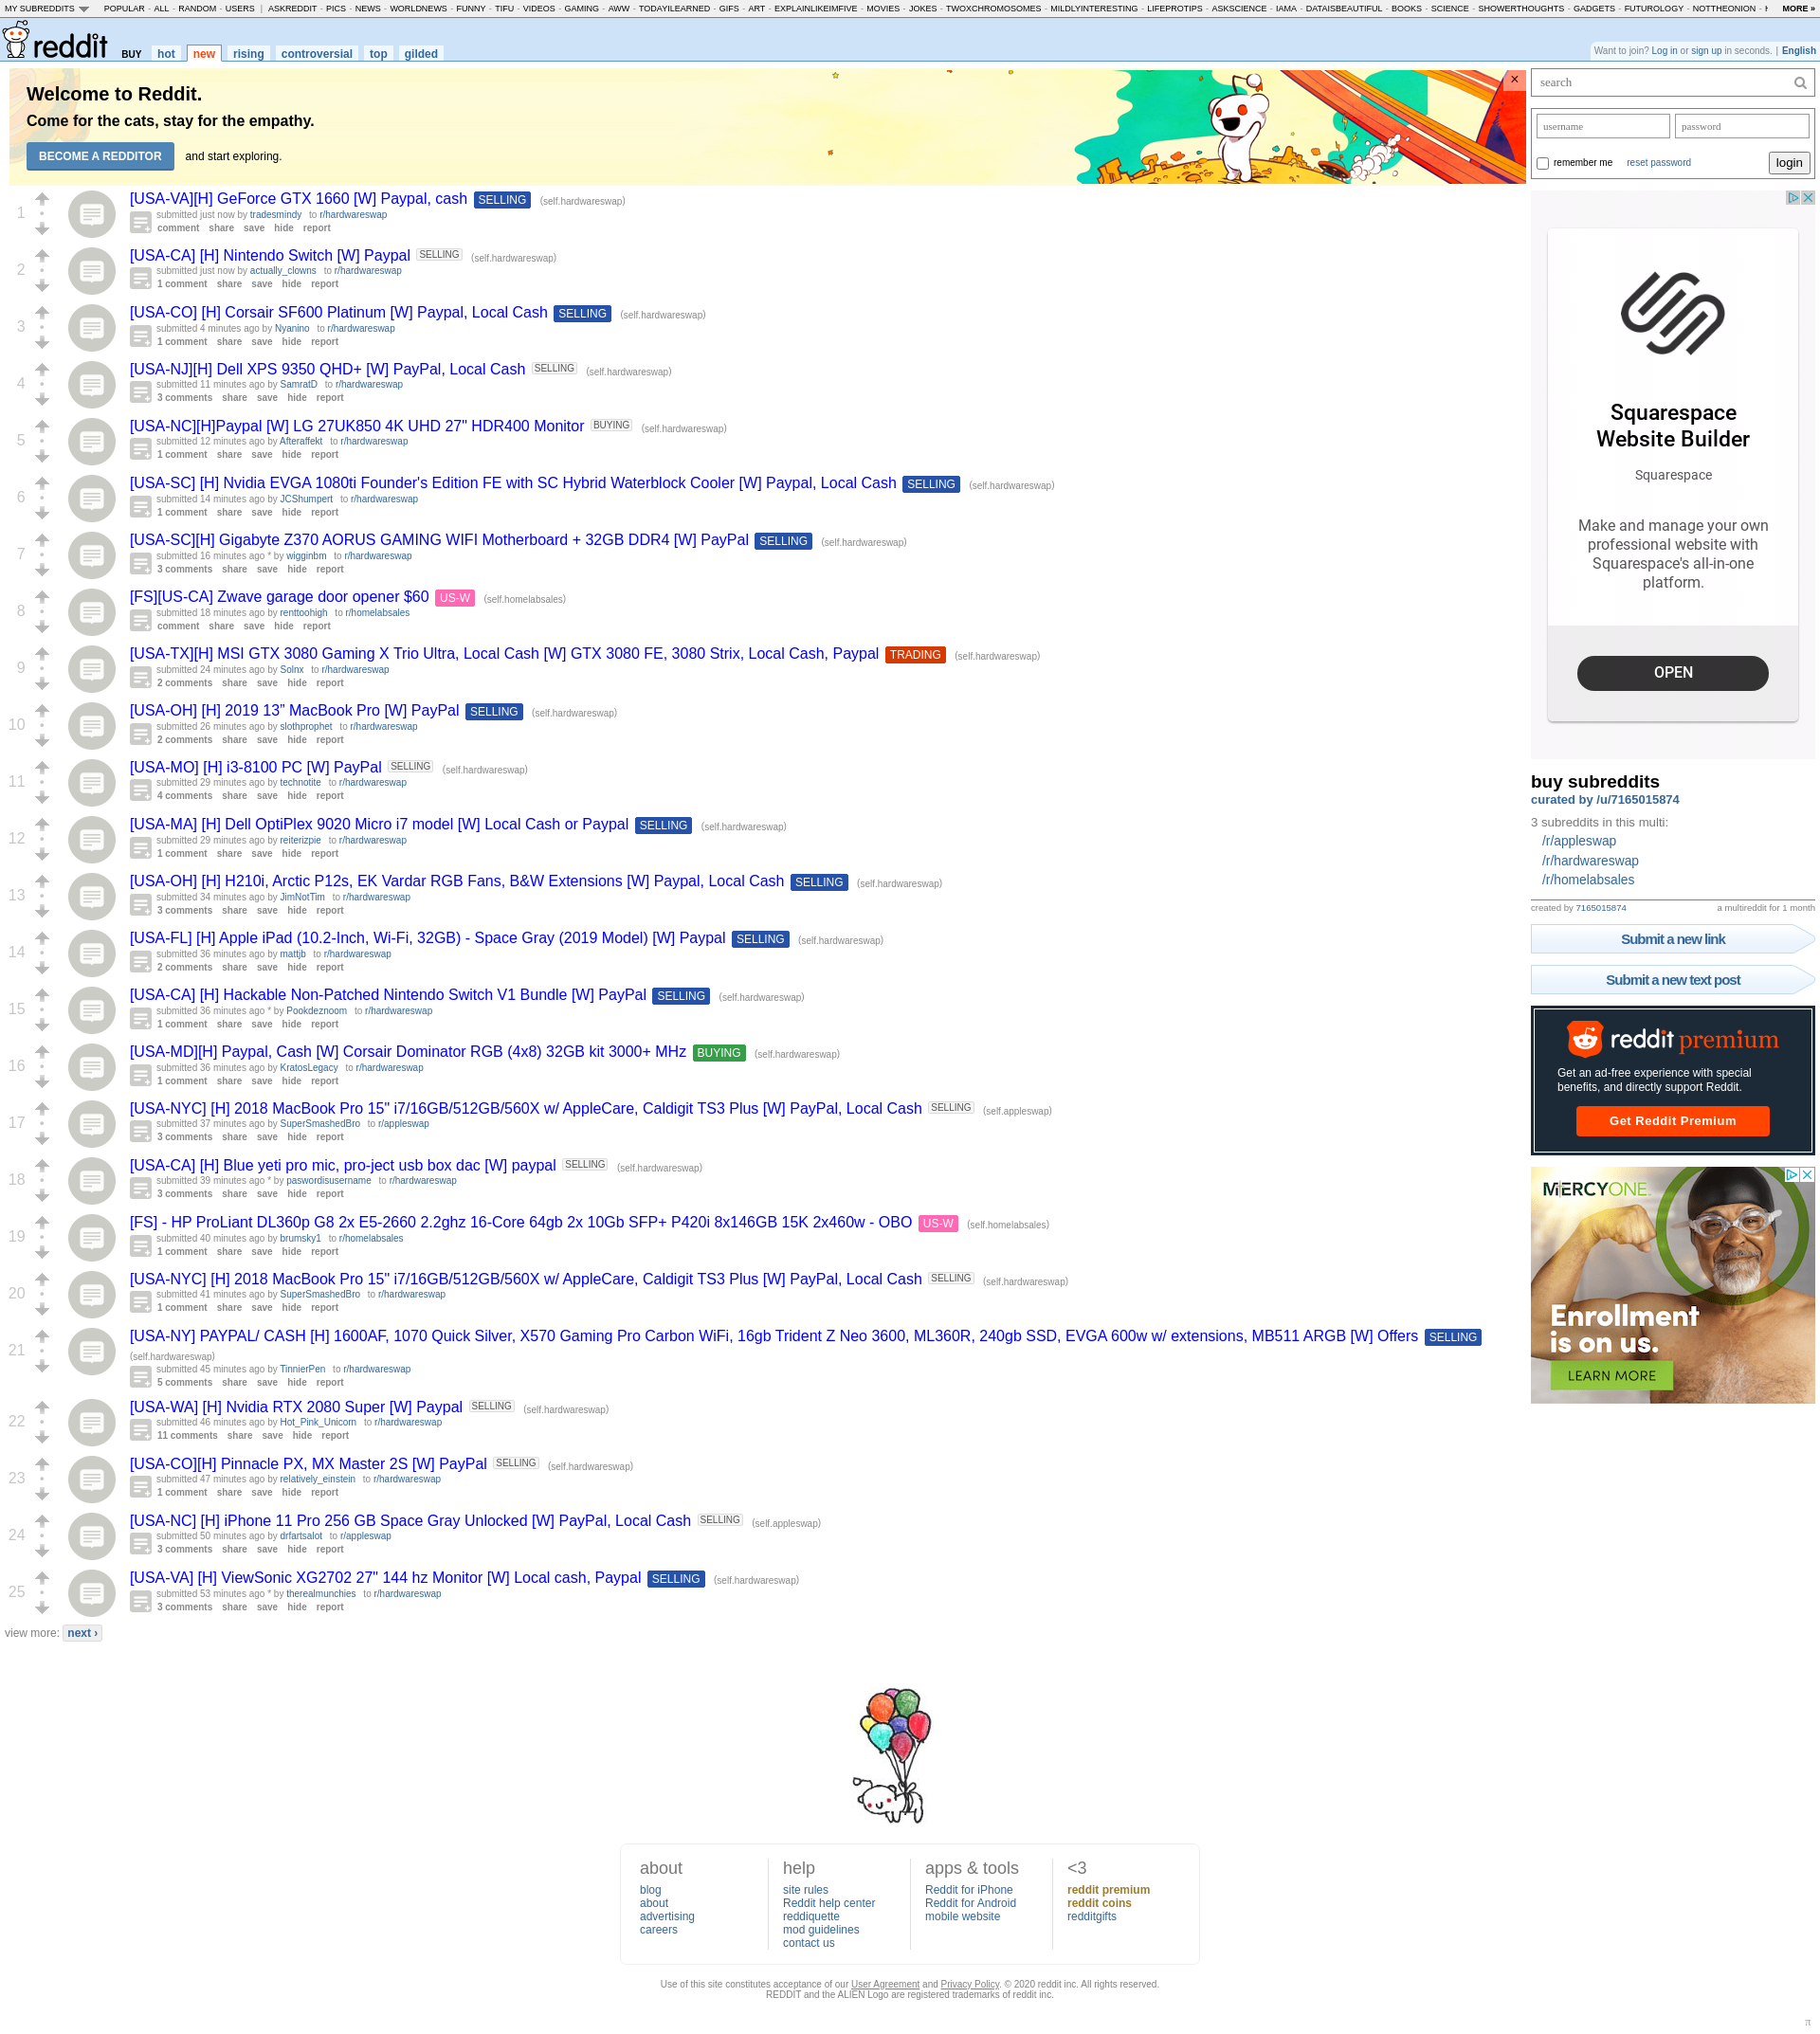 MY SUBREDDITS POPULAR - ALL - RANDOM - USERS | ASKREDDIT - PICS - NEWS - WORLDNEWS - FUNNY - TIFU - VIDEOS - GAMING - AWW - TODAYILEARNED - GIFS - ART - EXPLAINLIKEIMFIVE - MOVIES - JOKES - TWOXCHROMOSOMES - MILDLYINTERESTING - LIFEPROTIPS - ASKSCIENCE - IAMA - DATAISBEAUTIFUL - BOOKS - SCIENCE - SHOWERTHOUGHTS - GADGETS - FUTUROLOGY - NOTTHEONION - MORE »
reddit BUY hot new rising controversial top gilded
Want to join? Log in or sign up in seconds. | English
Welcome to Reddit.
Come for the cats, stay for the empathy.
BECOME A REDDITOR and start exploring.
×
1
[USA-VA][H] GeForce GTX 1660 [W] Paypal, cash SELLING (self.hardwareswap)
submitted just now by tradesmindy to r/hardwareswap
comment share save hide report
2
[USA-CA] [H] Nintendo Switch [W] Paypal SELLING (self.hardwareswap)
submitted just now by actually_clowns to r/hardwareswap
1 comment share save hide report
3
[USA-CO] [H] Corsair SF600 Platinum [W] Paypal, Local Cash SELLING (self.hardwareswap)
submitted 4 minutes ago by Nyanino to r/hardwareswap
1 comment share save hide report
4
[USA-NJ][H] Dell XPS 9350 QHD+ [W] PayPal, Local Cash SELLING (self.hardwareswap)
submitted 11 minutes ago by SamratD to r/hardwareswap
3 comments share save hide report
5
[USA-NC][H]Paypal [W] LG 27UK850 4K UHD 27" HDR400 Monitor BUYING (self.hardwareswap)
submitted 12 minutes ago by Afteraffekt to r/hardwareswap
1 comment share save hide report
6
[USA-SC] [H] Nvidia EVGA 1080ti Founder's Edition FE with SC Hybrid Waterblock Cooler [W] Paypal, Local Cash SELLING (self.hardwareswap)
submitted 14 minutes ago by JCShumpert to r/hardwareswap
1 comment share save hide report
7
[USA-SC][H] Gigabyte Z370 AORUS GAMING WIFI Motherboard + 32GB DDR4 [W] PayPal SELLING (self.hardwareswap)
submitted 16 minutes ago * by wigginbm to r/hardwareswap
3 comments share save hide report
8
[FS][US-CA] Zwave garage door opener $60 US-W (self.homelabsales)
submitted 18 minutes ago by renttoohigh to r/homelabsales
comment share save hide report
9
[USA-TX][H] MSI GTX 3080 Gaming X Trio Ultra, Local Cash [W] GTX 3080 FE, 3080 Strix, Local Cash, Paypal TRADING (self.hardwareswap)
submitted 24 minutes ago by Solnx to r/hardwareswap
2 comments share save hide report
10
[USA-OH] [H] 2019 13” MacBook Pro [W] PayPal SELLING (self.hardwareswap)
submitted 26 minutes ago by slothprophet to r/hardwareswap
2 comments share save hide report
11
[USA-MO] [H] i3-8100 PC [W] PayPal SELLING (self.hardwareswap)
submitted 29 minutes ago by technotite to r/hardwareswap
4 comments share save hide report
12
[USA-MA] [H] Dell OptiPlex 9020 Micro i7 model [W] Local Cash or Paypal SELLING (self.hardwareswap)
submitted 29 minutes ago by reiterizpie to r/hardwareswap
1 comment share save hide report
13
[USA-OH] [H] H210i, Arctic P12s, EK Vardar RGB Fans, B&W Extensions [W] Paypal, Local Cash SELLING (self.hardwareswap)
submitted 34 minutes ago by JimNotTim to r/hardwareswap
3 comments share save hide report
14
[USA-FL] [H] Apple iPad (10.2-Inch, Wi-Fi, 32GB) - Space Gray (2019 Model) [W] Paypal SELLING (self.hardwareswap)
submitted 36 minutes ago by mattjb to r/hardwareswap
2 comments share save hide report
15
[USA-CA] [H] Hackable Non-Patched Nintendo Switch V1 Bundle [W] PayPal SELLING (self.hardwareswap)
submitted 36 minutes ago * by Pookdeznoom to r/hardwareswap
1 comment share save hide report
16
[USA-MD][H] Paypal, Cash [W] Corsair Dominator RGB (4x8) 32GB kit 3000+ MHz BUYING (self.hardwareswap)
submitted 36 minutes ago by KratosLegacy to r/hardwareswap
1 comment share save hide report
17
[USA-NYC] [H] 2018 MacBook Pro 15" i7/16GB/512GB/560X w/ AppleCare, Caldigit TS3 Plus [W] PayPal, Local Cash SELLING (self.appleswap)
submitted 37 minutes ago by SuperSmashedBro to r/appleswap
3 comments share save hide report
18
[USA-CA] [H] Blue yeti pro mic, pro-ject usb box dac [W] paypal SELLING (self.hardwareswap)
submitted 39 minutes ago * by paswordisusername to r/hardwareswap
3 comments share save hide report
19
[FS] - HP ProLiant DL360p G8 2x E5-2660 2.2ghz 16-Core 64gb 2x 10Gb SFP+ P420i 8x146GB 15K 2x460w - OBO US-W (self.homelabsales)
submitted 40 minutes ago by brumsky1 to r/homelabsales
1 comment share save hide report
20
[USA-NYC] [H] 2018 MacBook Pro 15" i7/16GB/512GB/560X w/ AppleCare, Caldigit TS3 Plus [W] PayPal, Local Cash SELLING (self.hardwareswap)
submitted 41 minutes ago by SuperSmashedBro to r/hardwareswap
1 comment share save hide report
21
[USA-NY] PAYPAL/ CASH [H] 1600AF, 1070 Quick Silver, X570 Gaming Pro Carbon WiFi, 16gb Trident Z Neo 3600, ML360R, 240gb SSD, EVGA 600w w/ extensions, MB511 ARGB [W] Offers SELLING
(self.hardwareswap)
submitted 45 minutes ago by TinnierPen to r/hardwareswap
5 comments share save hide report
22
[USA-WA] [H] Nvidia RTX 2080 Super [W] Paypal SELLING (self.hardwareswap)
submitted 46 minutes ago by Hot_Pink_Unicorn to r/hardwareswap
11 comments share save hide report
23
[USA-CO][H] Pinnacle PX, MX Master 2S [W] PayPal SELLING (self.hardwareswap)
submitted 47 minutes ago by relatively_einstein to r/hardwareswap
1 comment share save hide report
24
[USA-NC] [H] iPhone 11 Pro 256 GB Space Gray Unlocked [W] PayPal, Local Cash SELLING (self.appleswap)
submitted 50 minutes ago by drfartsalot to r/appleswap
3 comments share save hide report
25
[USA-VA] [H] ViewSonic XG2702 27" 144 hz Monitor [W] Local cash, Paypal SELLING (self.hardwareswap)
submitted 53 minutes ago * by therealmunchies to r/hardwareswap
3 comments share save hide report
view more: next ›
search
username password
remember me reset password login
Squarespace
Website Builder
Squarespace
Make and manage your own
professional website with
Squarespace's all-in-one
platform.
OPEN
buy subreddits
curated by /u/7165015874
3 subreddits in this multi:
/r/appleswap
/r/hardwareswap
/r/homelabsales
created by 7165015874 a multireddit for 1 month
Submit a new link
Submit a new text post
reddit premium
Get an ad-free experience with special
benefits, and directly support Reddit.
Get Reddit Premium
MERCYONE
Enrollment
is on us.
LEARN MORE
about
blog
about
advertising
careers
help
site rules
Reddit help center
reddiquette
mod guidelines
contact us
apps & tools
Reddit for iPhone
Reddit for Android
mobile website
<3
reddit premium
reddit coins
redditgifts
Use of this site constitutes acceptance of our User Agreement and Privacy Policy. © 2020 reddit inc. All rights reserved.
REDDIT and the ALIEN Logo are registered trademarks of reddit inc.
π